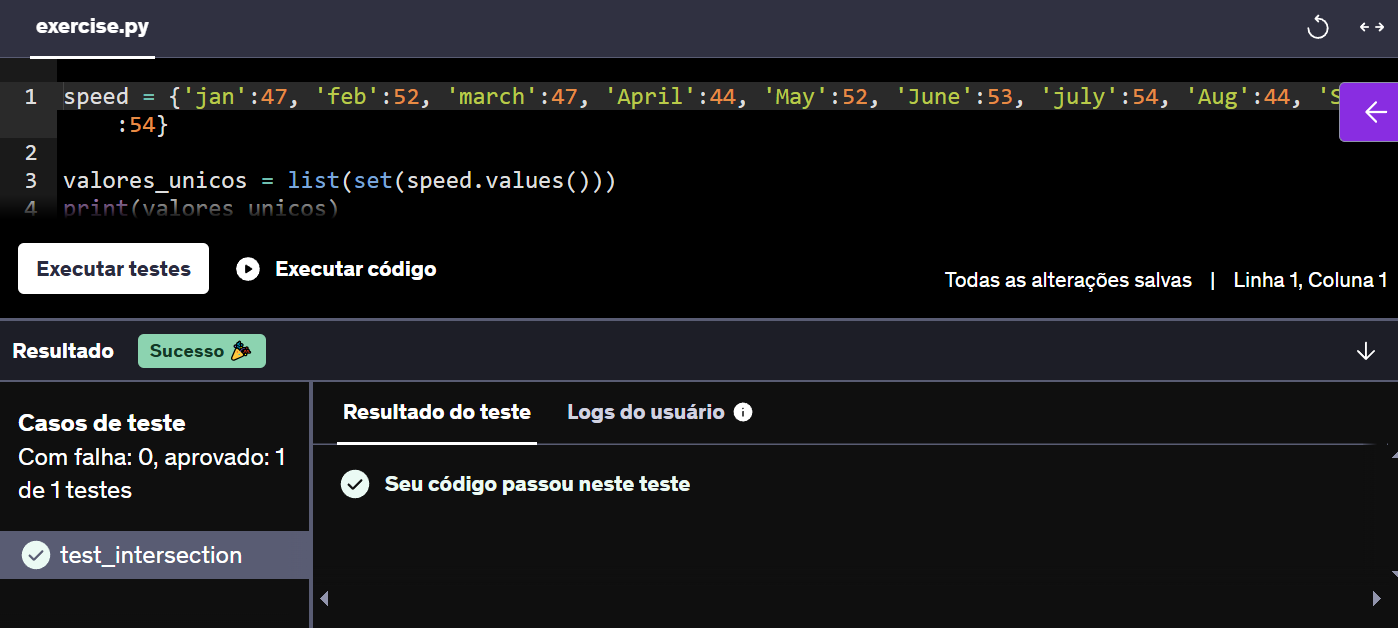 exercise.py
1 speed = {'jan':47, 'feb':52, 'march':47, 'April':44, 'May':52, 'June':53, 'july':54, 'Aug':44, 'S
:54}
2
3 valores_unicos = list(set(speed.values()))
4 print(valores_unicos)
Executar testes Executar código
Todas as alterações salvas | Linha 1, Coluna 1
Resultado Sucesso
Casos de teste
Com falha: 0, aprovado: 1
de 1 testes
test_intersection
Resultado do teste Logs do usuário
Seu código passou neste teste